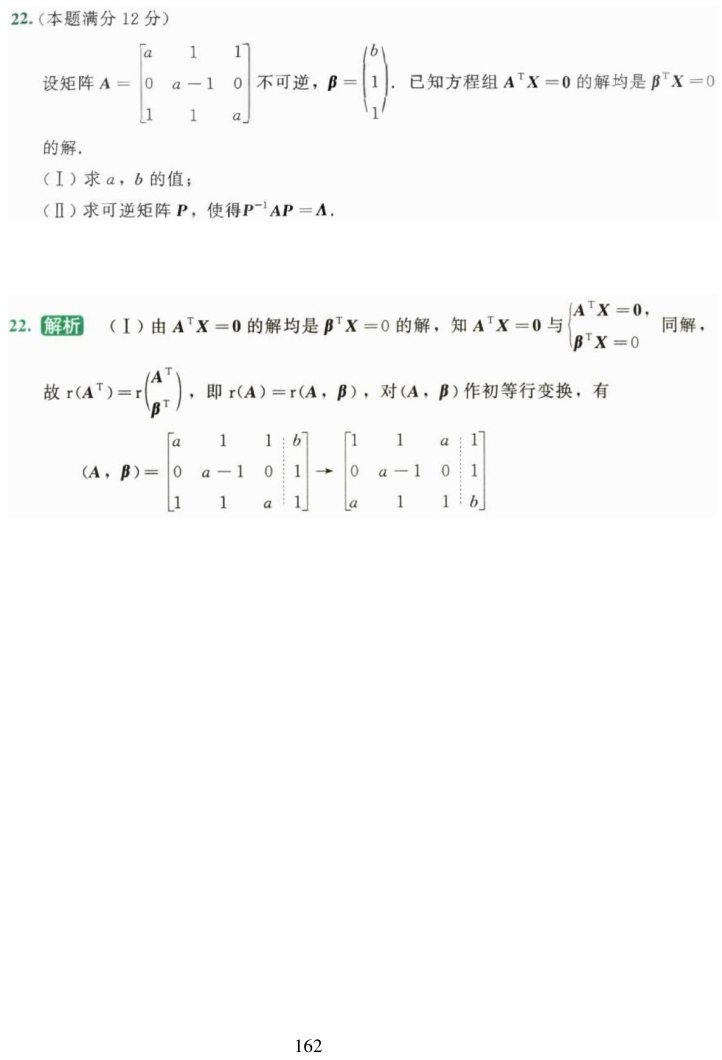 22.(本题满分 12 分)
设矩阵 A = [a 1 1
0 a-1 0
1 1 a] 不可逆，β = (b
1
1). 已知方程组 AᵀX=0 的解均是 βᵀX=0
的解.
(Ⅰ)求 a，b 的值;
(Ⅱ)求可逆矩阵 P，使得P⁻¹AP=Λ.
22. 解析 (Ⅰ)由 AᵀX=0 的解均是 βᵀX=0 的解，知 AᵀX=0 与 {AᵀX=0,
βᵀX=0 同解，
故 r(Aᵀ)=r(Aᵀ
βᵀ)，即 r(A)=r(A，β)，对(A，β)作初等行变换，有
(A，β)= [a 1 1 ⋮ b
0 a-1 0 ⋮ 1
1 1 a ⋮ 1] → [1 1 a ⋮ 1
0 a-1 0 ⋮ 1
a 1 1 ⋮ b]
162